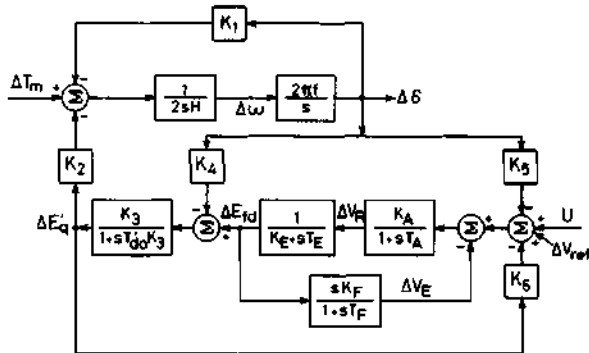 K₁
ΔTm + - Σ -
?
2sH
Δω
2πf
s
Δδ
K₂
K₄
K₅
ΔE'q
K₃
1+sT'doK₃
- Σ +
ΔEfd
1
KE+sTE
ΔVR
KA
1+sTA
Σ + -
+ - Σ + + -
U
ΔVref
K₆
sKF
1+sTF
ΔVE